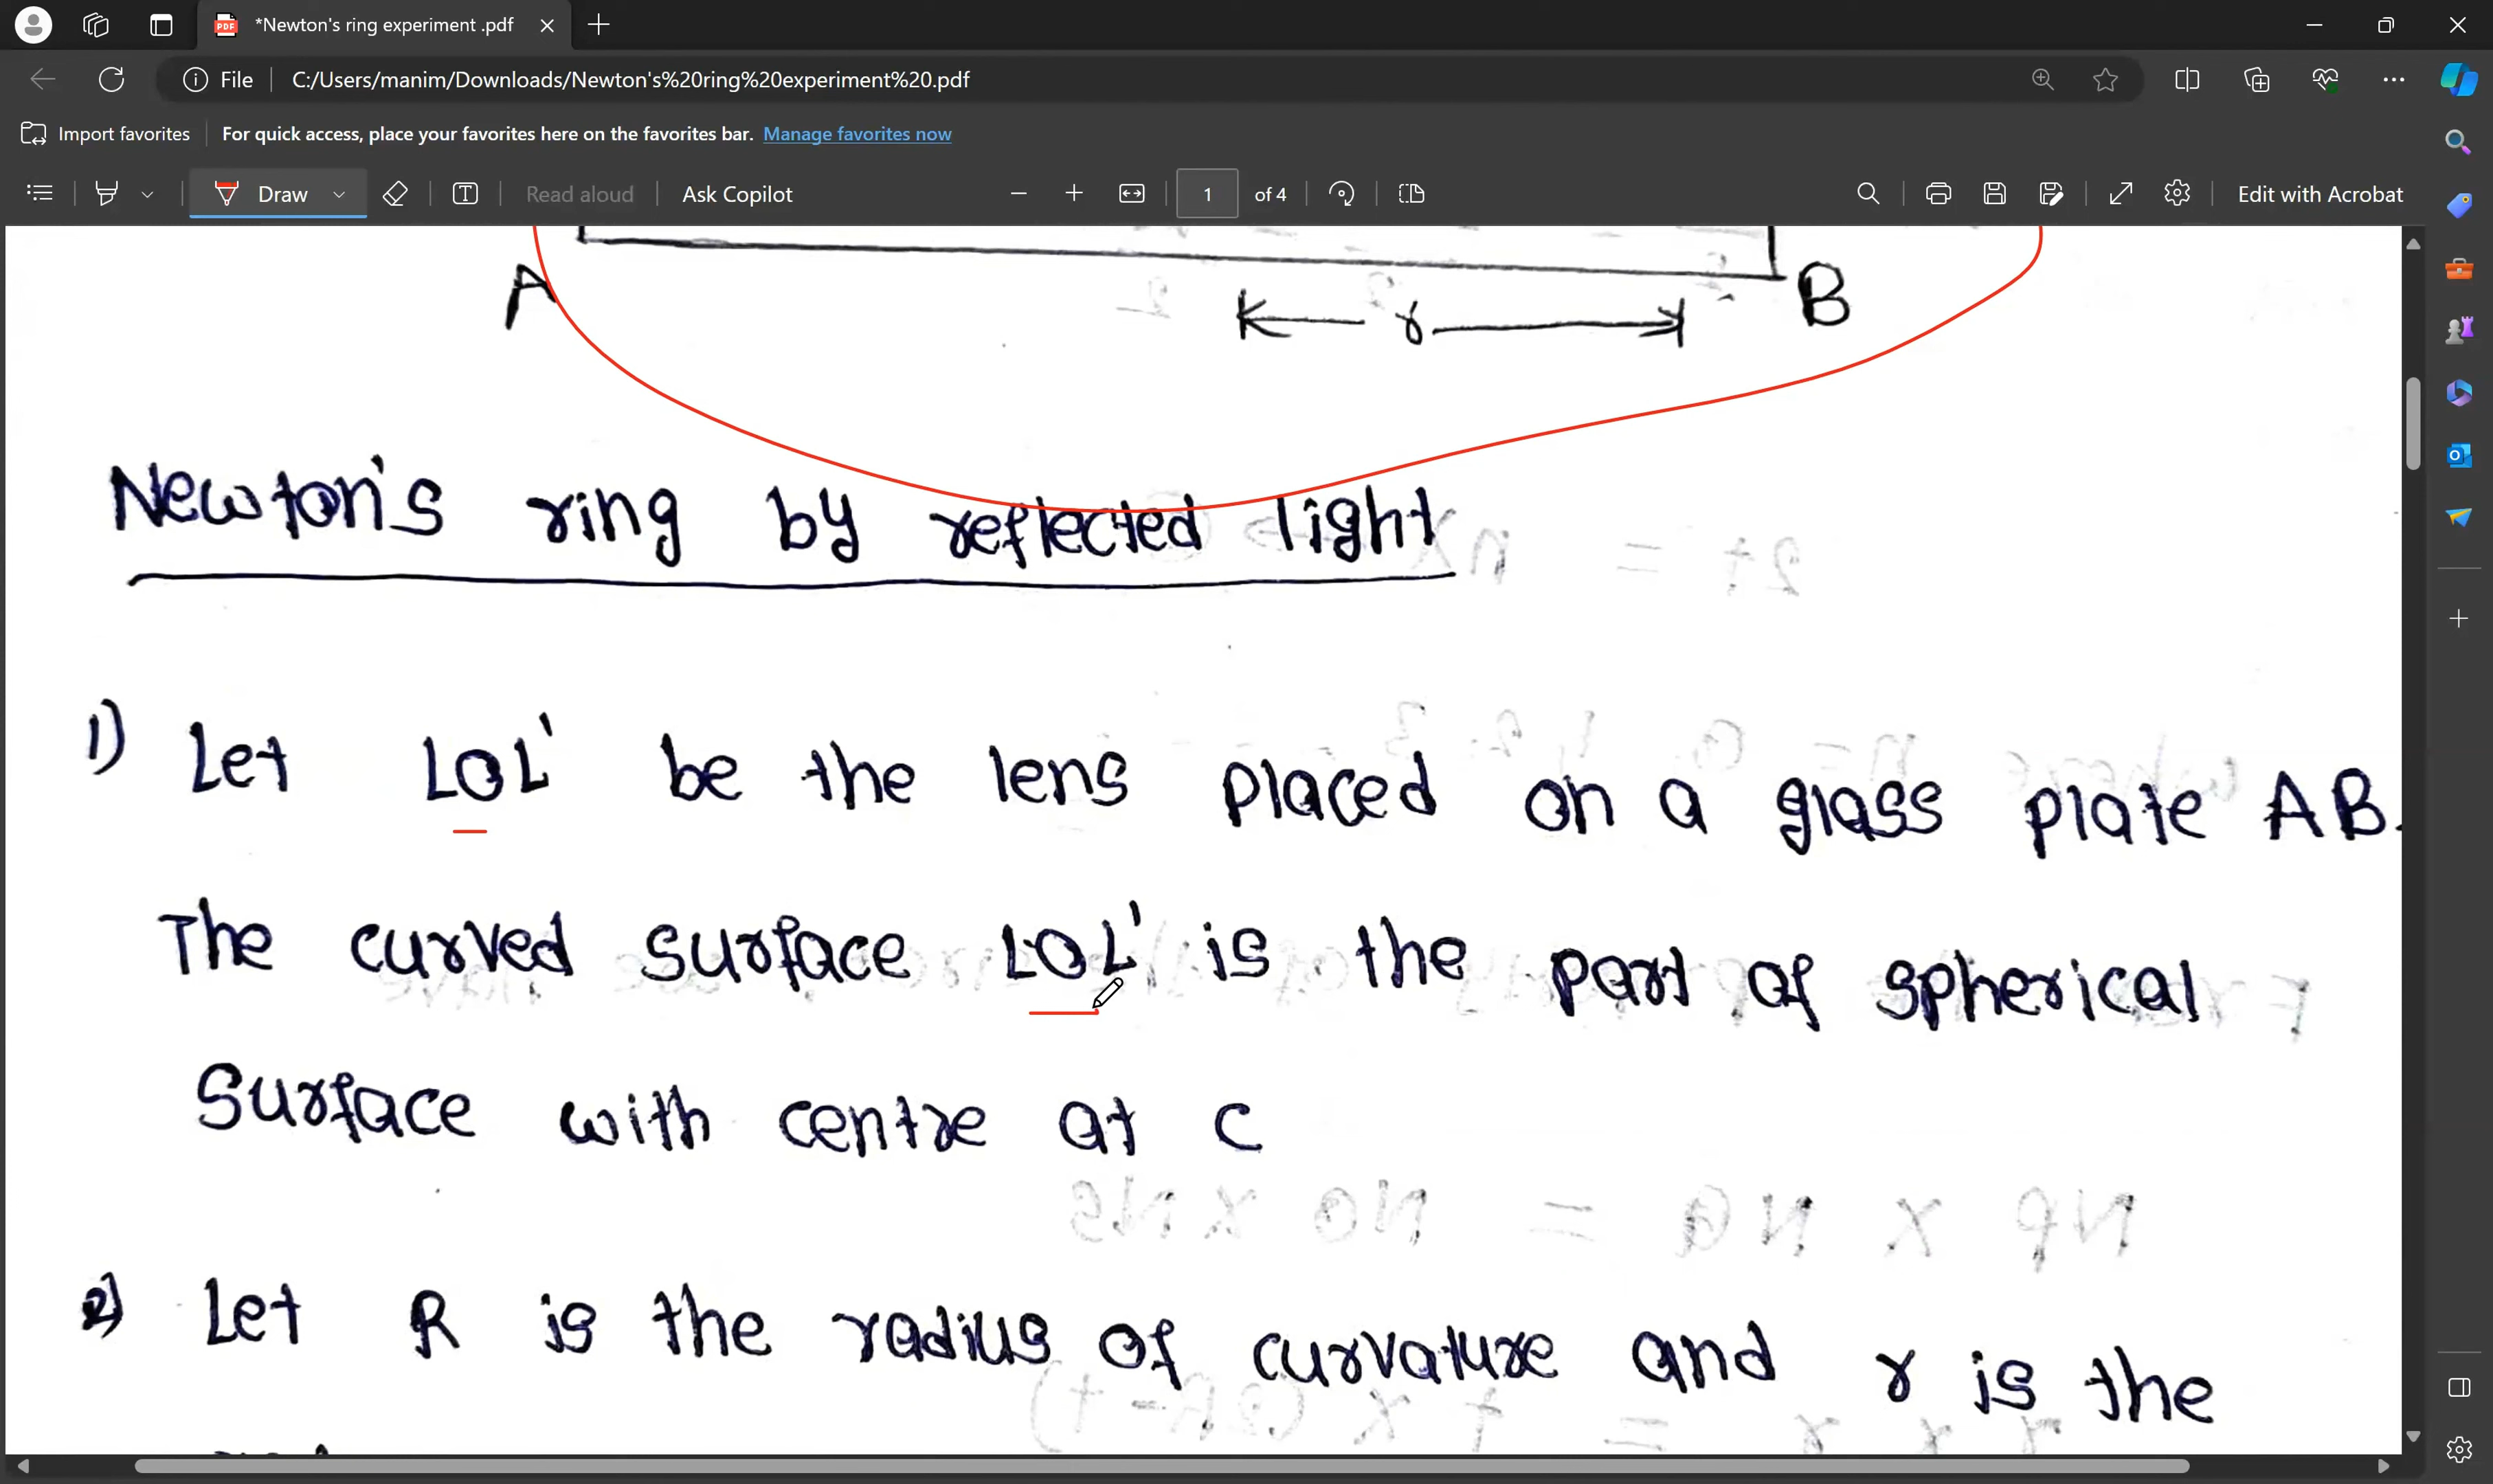 *Newton's ring experiment .pdf
File C:/Users/manim/Downloads/Newton's%20ring%20experiment%20.pdf
Import favorites For quick access, place your favorites here on the favorites bar. Manage favorites now
Draw Read aloud Ask Copilot 1 of 4 Edit with Acrobat
A B
r
Newton's ring by reflected light
1) Let LOL' be the lens placed on a glass plate AB.
The curved surface LOL' is the part of spherical
Surface with centre at C
2) Let R is the radius of curvature and r is the